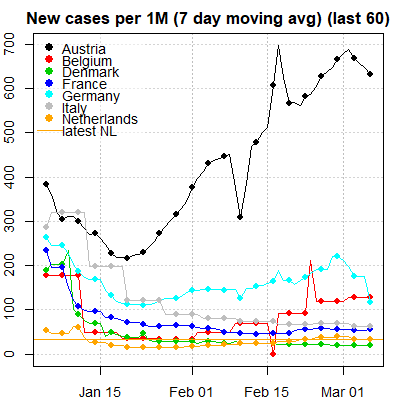 New cases per 1M (7 day moving avg) (last 60)
700
600
500
400
300
200
100
0
Austria
Belgium
Denmark
France
Germany
Italy
Netherlands
latest NL
Jan 15 Feb 01 Feb 15 Mar 01